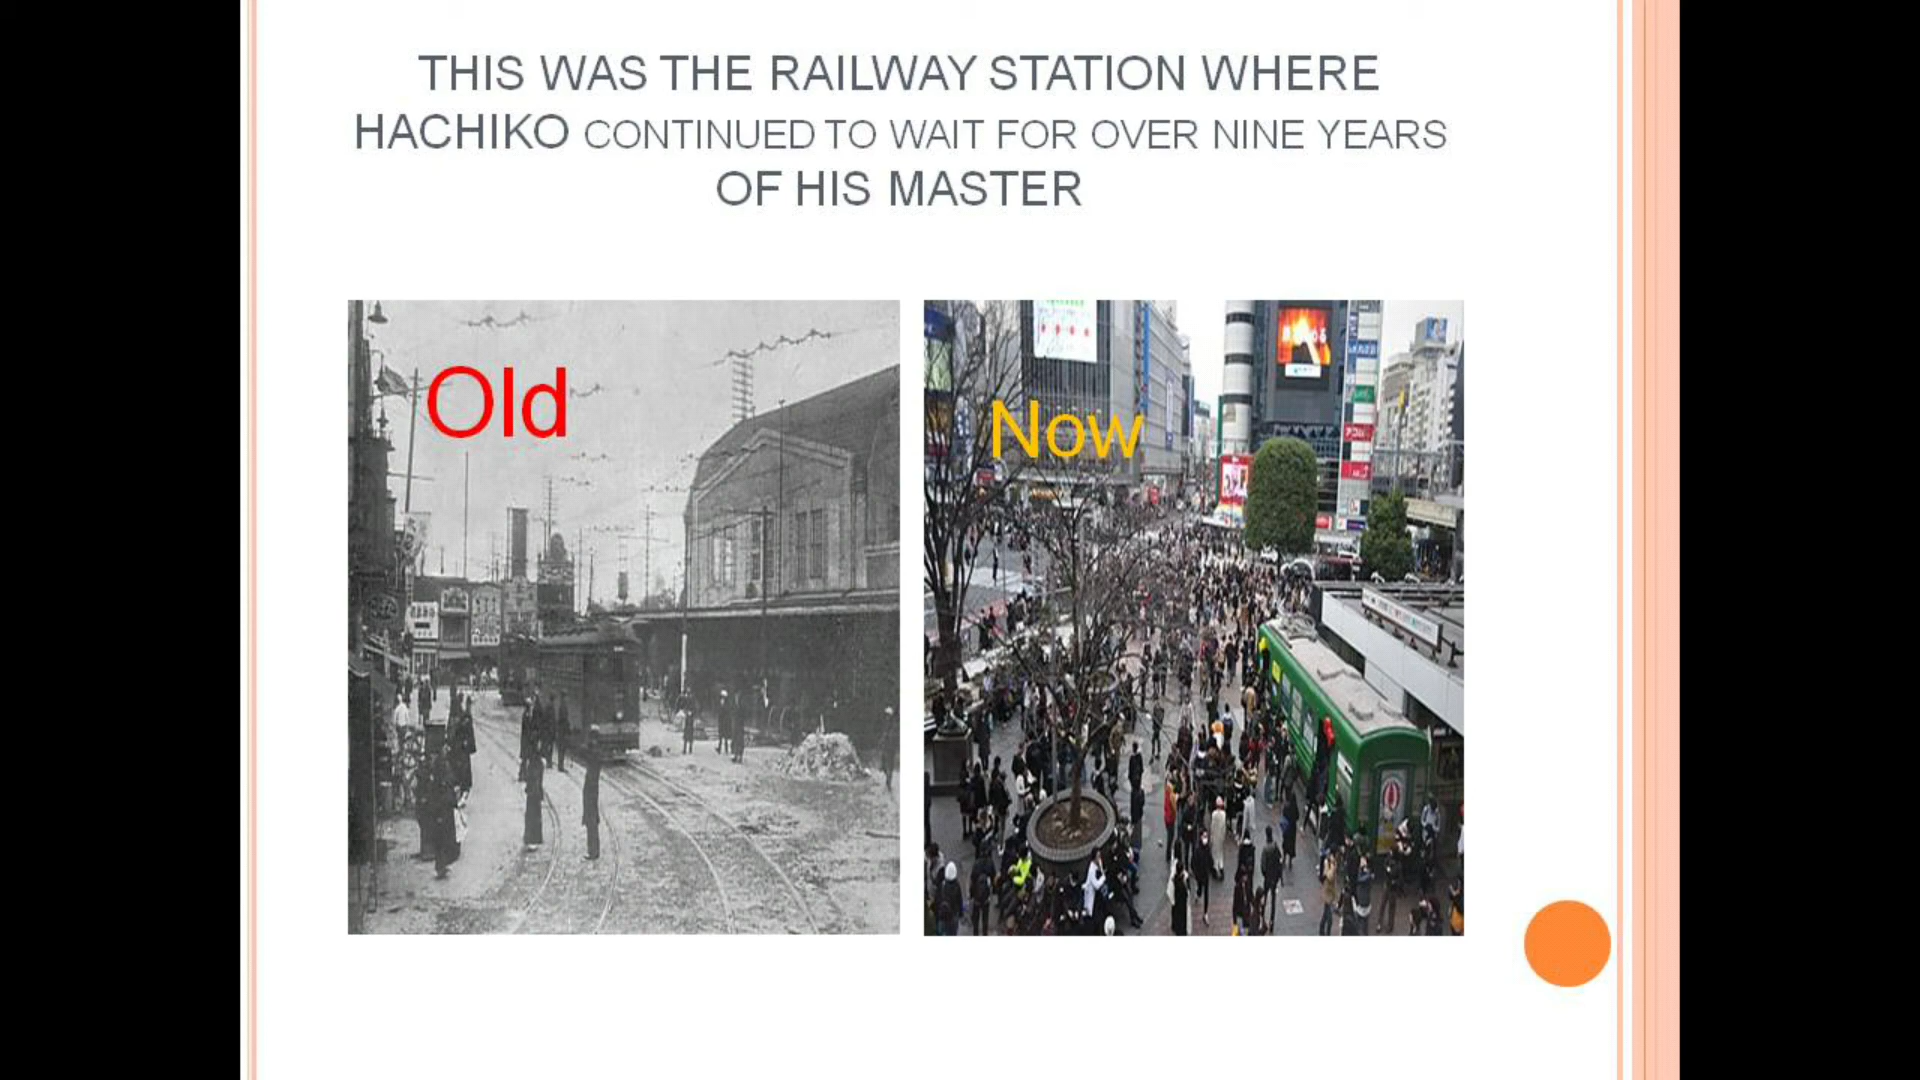 THIS WAS THE RAILWAY STATION WHERE
HACHIKO CONTINUED TO WAIT FOR OVER NINE YEARS
OF HIS MASTER
Old
Now